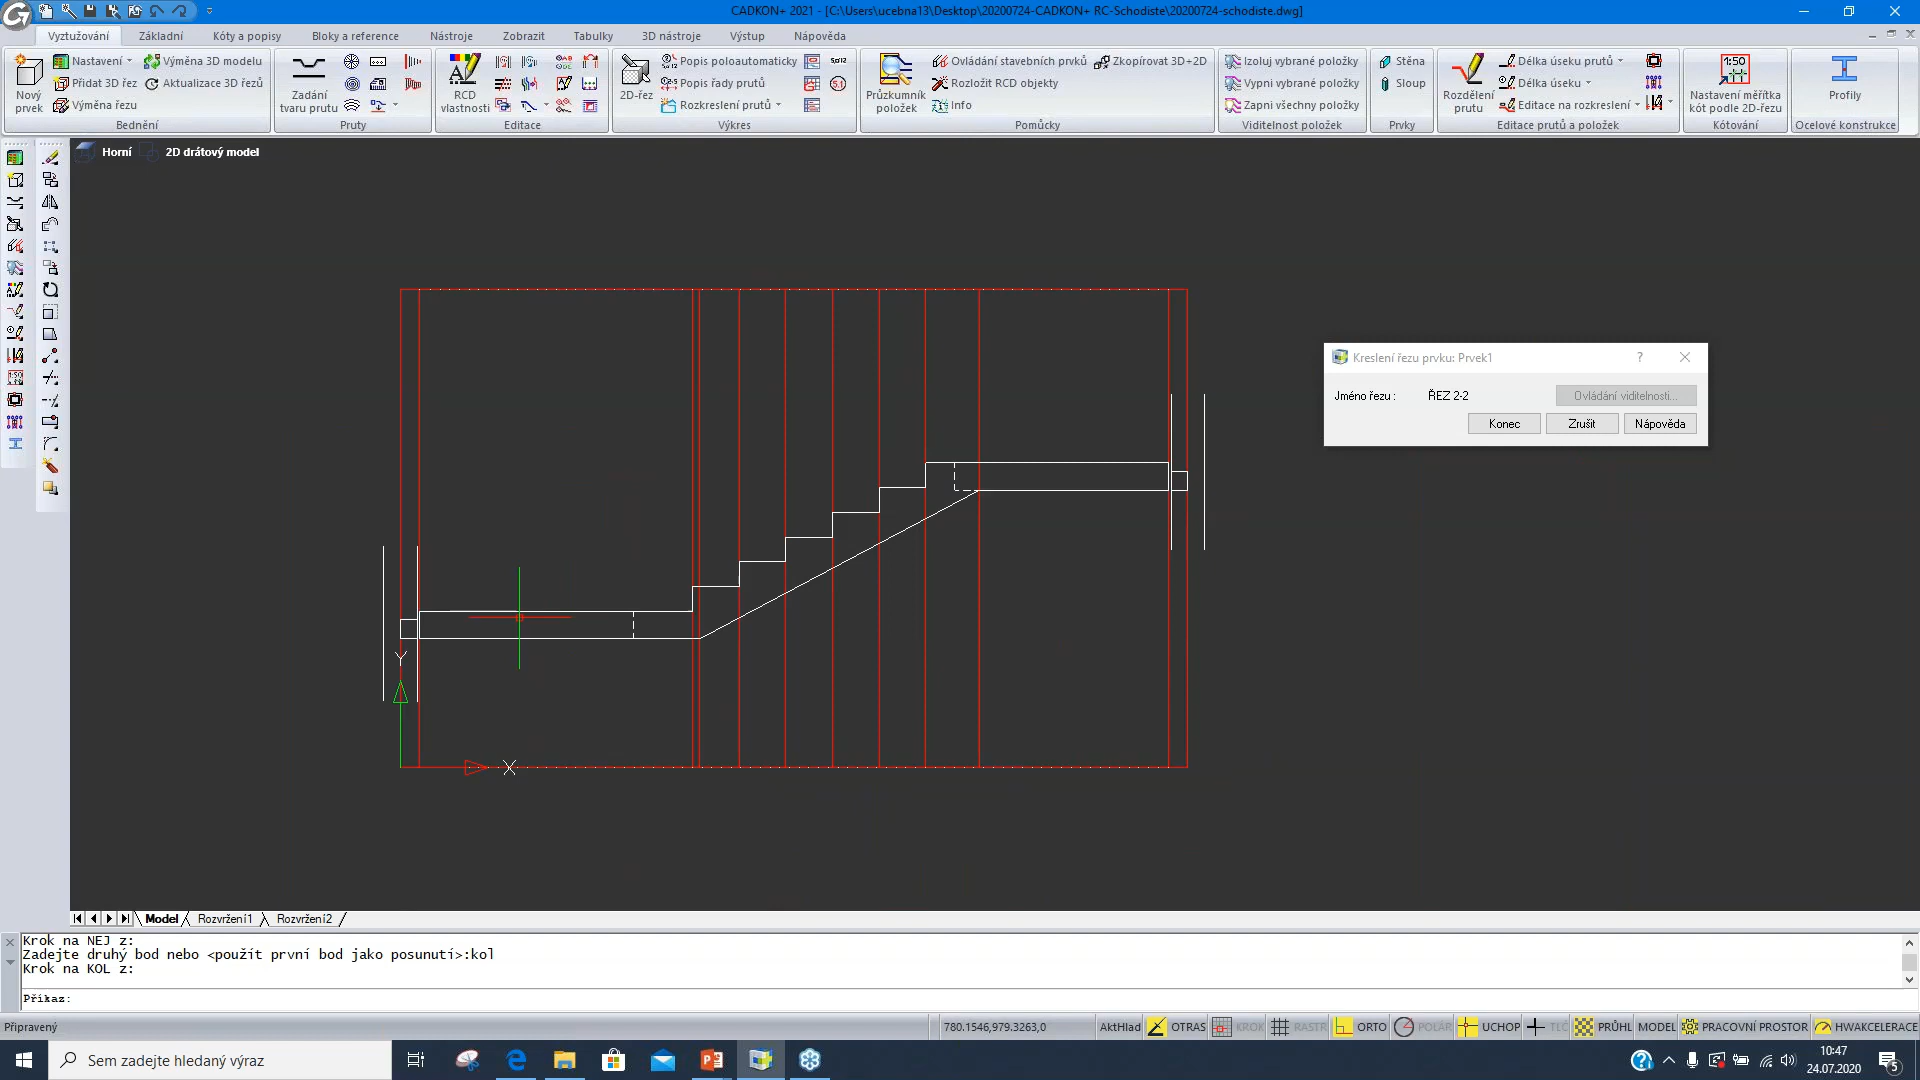 CADKON+ 2021 - [C:\Users\ucebna13\Desktop\20200724-CADKON+ RC-Schodiste\20200724-schodiste.dwg]
Vyztužování Základní Kóty a popisy Bloky a reference Nástroje Zobrazit Tabulky 3D nástroje Výstup Nápověda
Nový prvek
Nastavení
Přidat 3D řez
Výměna řezu
Výměna 3D modelu
Aktualizace 3D řezů
Bednění
Zadání tvaru prutu
Pruty
RCD vlastnosti
Editace
2D-řez
Popis poloautomaticky
Popis řady prutů
Rozkreslení prutů
Výkres
Průzkumník položek
Ovládání stavebních prvků
Rozložit RCD objekty
Info
Zkopírovat 3D+2D
Pomůcky
Izoluj vybrané položky
Vypni vybrané položky
Zapni všechny položky
Viditelnost položek
Stěna
Sloup
Prvky
Rozdělení prutu
Délka úseku prutů
Délka úseku
Editace na rozkreslení
Editace prutů a položek
1:50
Nastavení měřítka kót podle 2D-řezu
Kótování
Profily
Ocelové konstrukce
Horní 2D drátový model
Kreslení řezu prvku: Prvek1
Jméno řezu : ŘEZ 2-2 Ovládání viditelnosti...
Konec Zrušit Nápověda
Y
X
Model Rozvržení1 Rozvržení2
Krok na NEJ z:
Zadejte druhý bod nebo <použít první bod jako posunutí>:kol
Krok na KOL z:
Příkaz:
Připravený 780.1546,979.3263,0 AktHlad OTRAS KROK RASTR ORTO POLÁR UCHOP TLČ PRŮHL MODEL PRACOVNÍ PROSTOR HWAKCELERACE
Sem zadejte hledaný výraz
10:47
24.07.2020
5